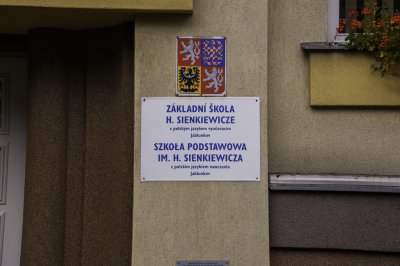 ZÁKLADNÍ ŠKOLA
H. SIENKIEWICZE
s polským jazykem vyučovacím
Jablunkov
SZKOŁA PODSTAWOWA
IM. H. SIENKIEWICZA
z polskim językiem nauczania
Jabłonków